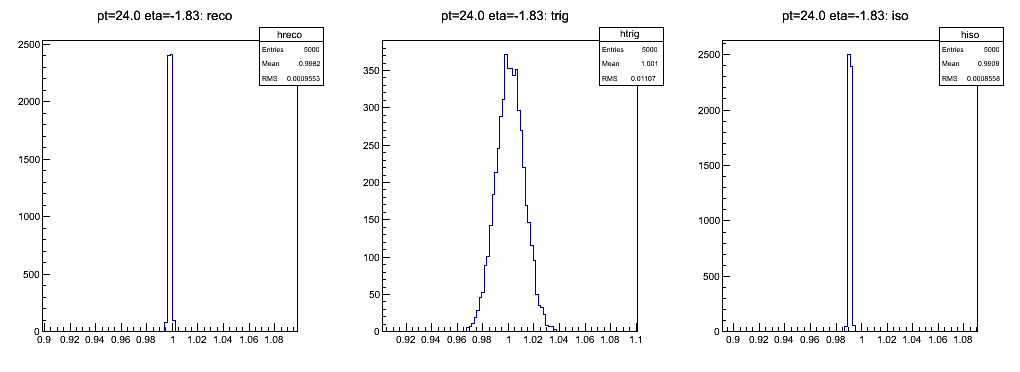 pt=24.0 eta=-1.83: reco
hreco
Entries 5000
Mean 0.9982
RMS 0.0009553
2500
2000
1500
1000
500
0
0.9 0.92 0.94 0.96 0.98 1 1.02 1.04 1.06 1.08
pt=24.0 eta=-1.83: trig
htrig
Entries 5000
Mean 1.001
RMS 0.01107
350
300
250
200
150
100
50
0
0.92 0.94 0.96 0.98 1 1.02 1.04 1.06 1.08 1.1
pt=24.0 eta=-1.83: iso
hiso
Entries 5000
Mean 0.9909
RMS 0.0008558
2500
2000
1500
1000
500
0
0.9 0.92 0.94 0.96 0.98 1 1.02 1.04 1.06 1.08